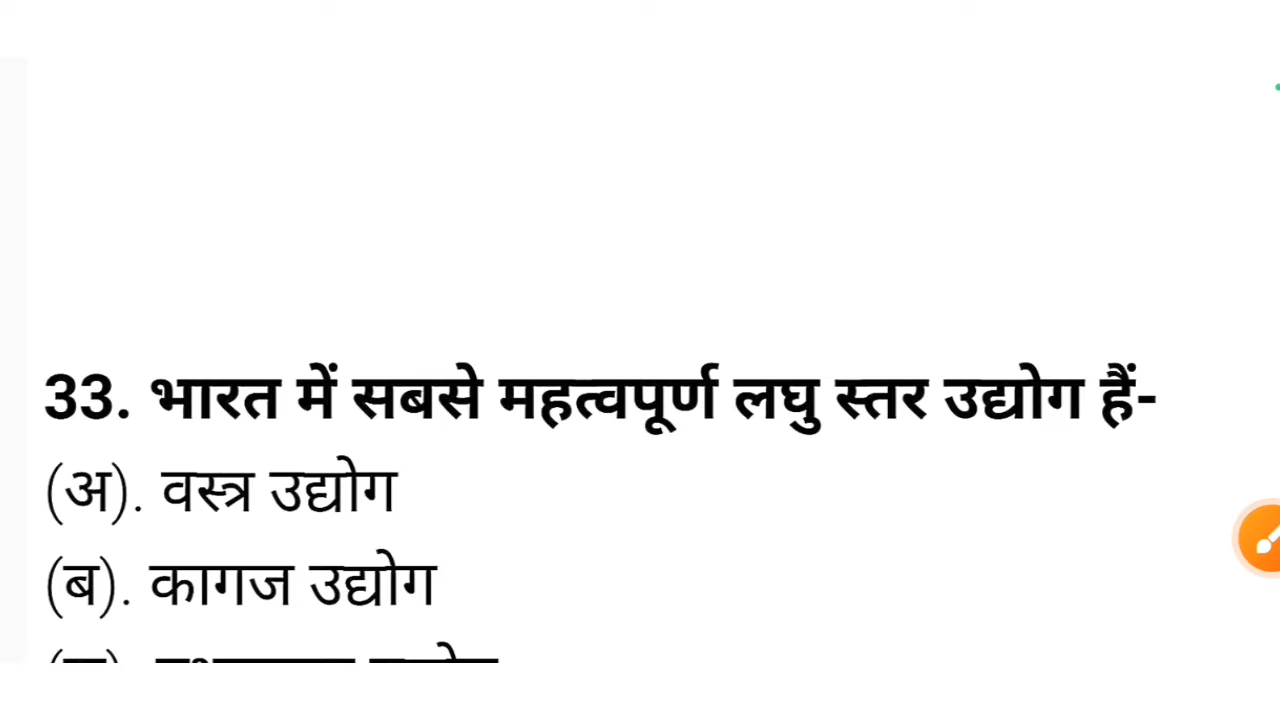 33. भारत में सबसे महत्वपूर्ण लघु स्तर उद्योग हैं-
(अ). वस्त्र उद्योग
(ब). कागज उद्योग